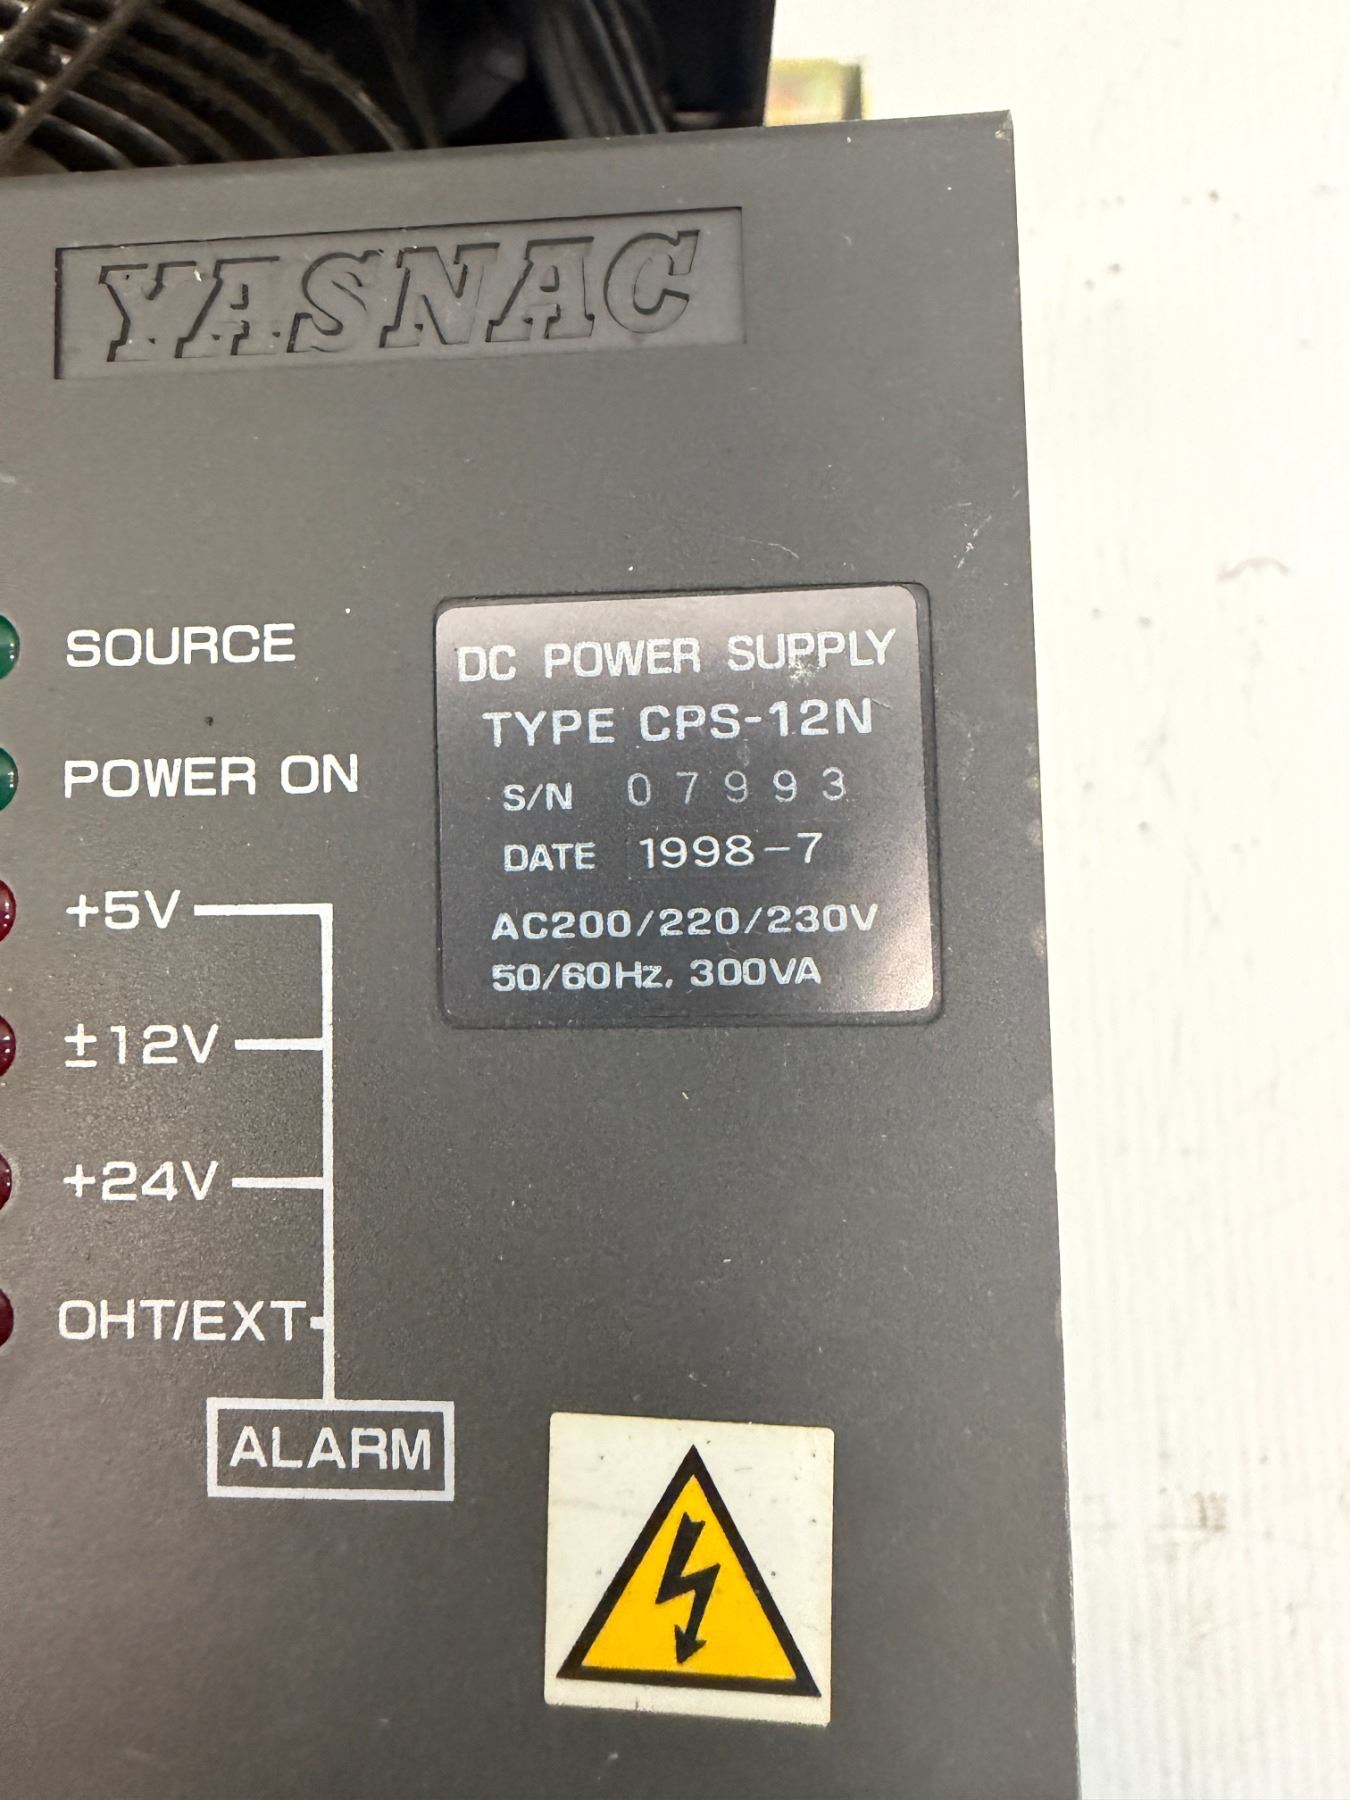 YASNAC
SOURCE
POWER ON
+5V
±12V
+24V
OHT/EXT
ALARM
DC POWER SUPPLY
TYPE CPS-12N
S/N 07993
DATE 1998-7
AC200/220/230V
50/60Hz, 300VA